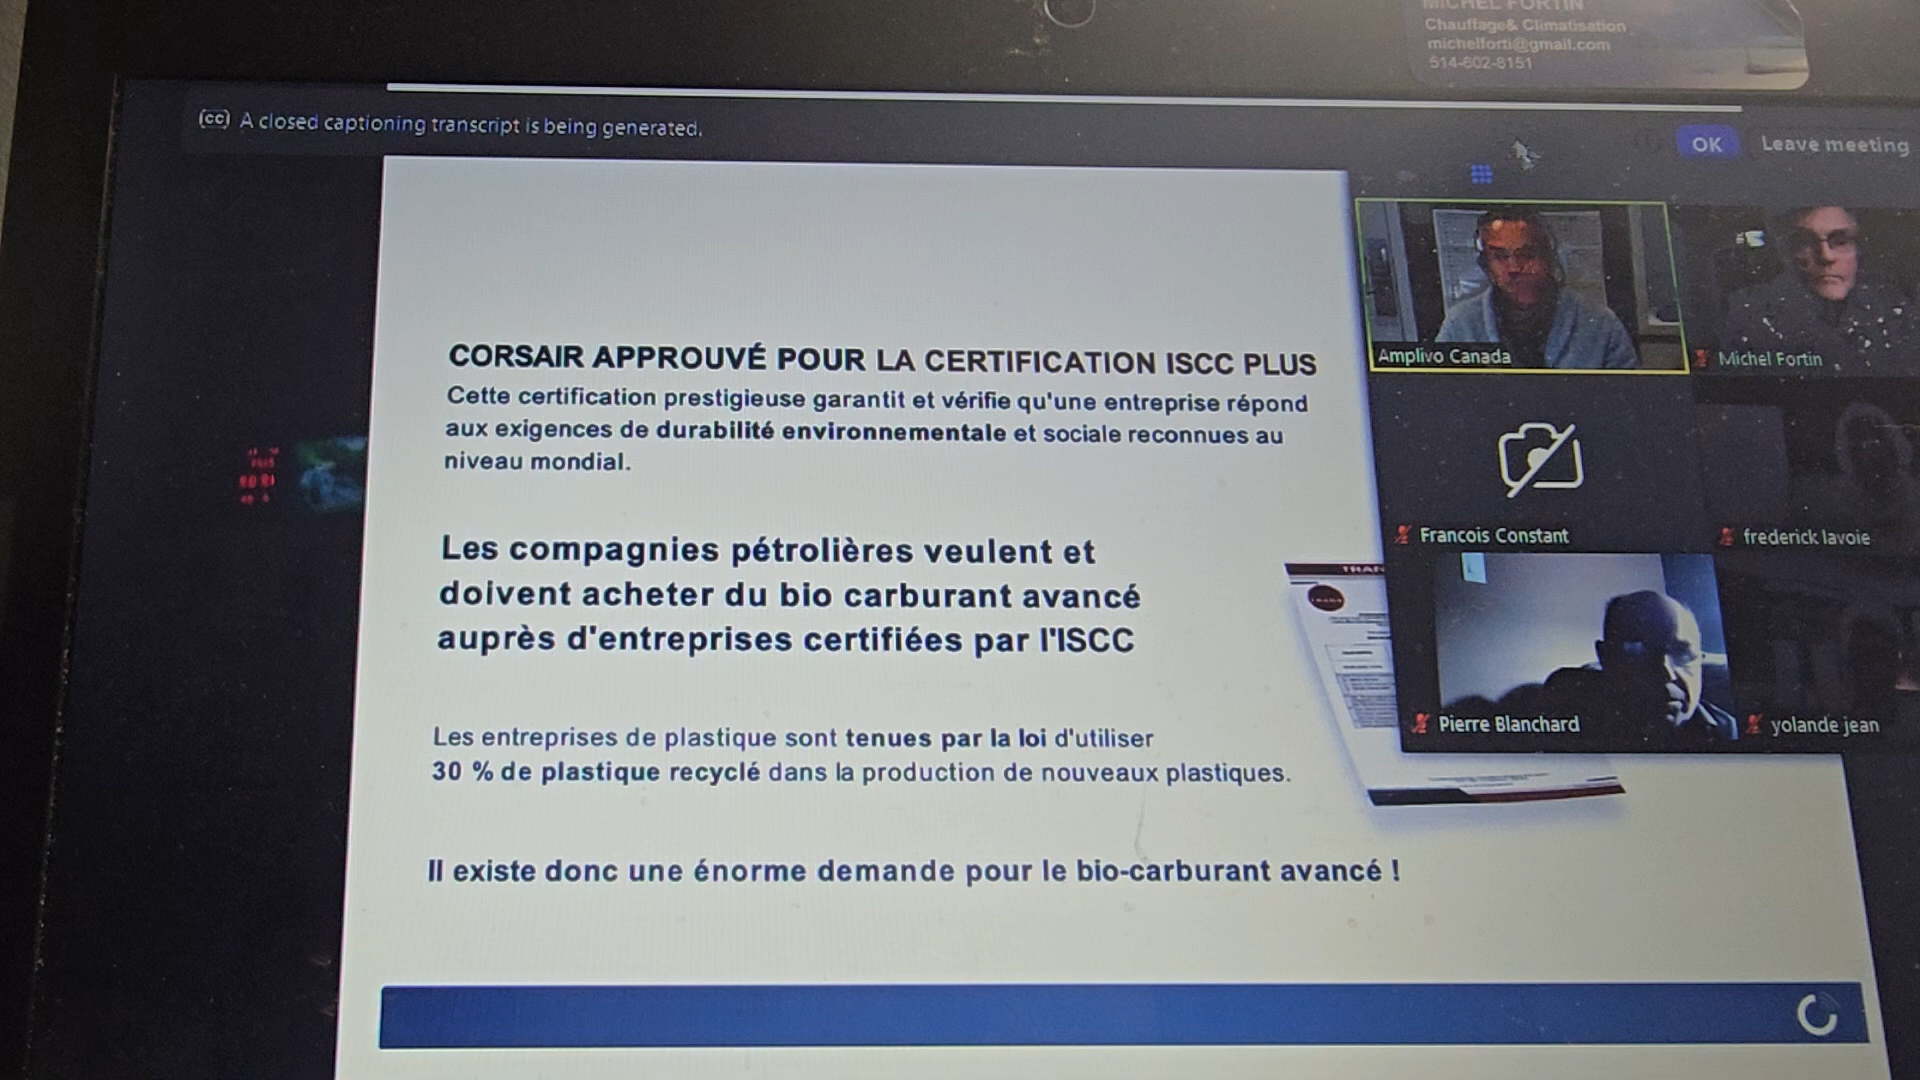 MICHEL FORTIN
Chauffage& Climatisation
michelforti@gmail.com
514-602-8151
(cc) A closed captioning transcript is being generated.
OK
Leave meeting
CORSAIR APPROUVÉ POUR LA CERTIFICATION ISCC PLUS
Cette certification prestigieuse garantit et vérifie qu'une entreprise répond
aux exigences de durabilité environnementale et sociale reconnues au
niveau mondial.
Les compagnies pétrolières veulent et
doivent acheter du bio carburant avancé
auprès d'entreprises certifiées par l'ISCC
Les entreprises de plastique sont tenues par la loi d'utiliser
30 % de plastique recyclé dans la production de nouveaux plastiques.
Il existe donc une énorme demande pour le bio-carburant avancé !
Amplivo Canada
Michel Fortin
Francois Constant
frederick lavoie
Pierre Blanchard
yolande jean